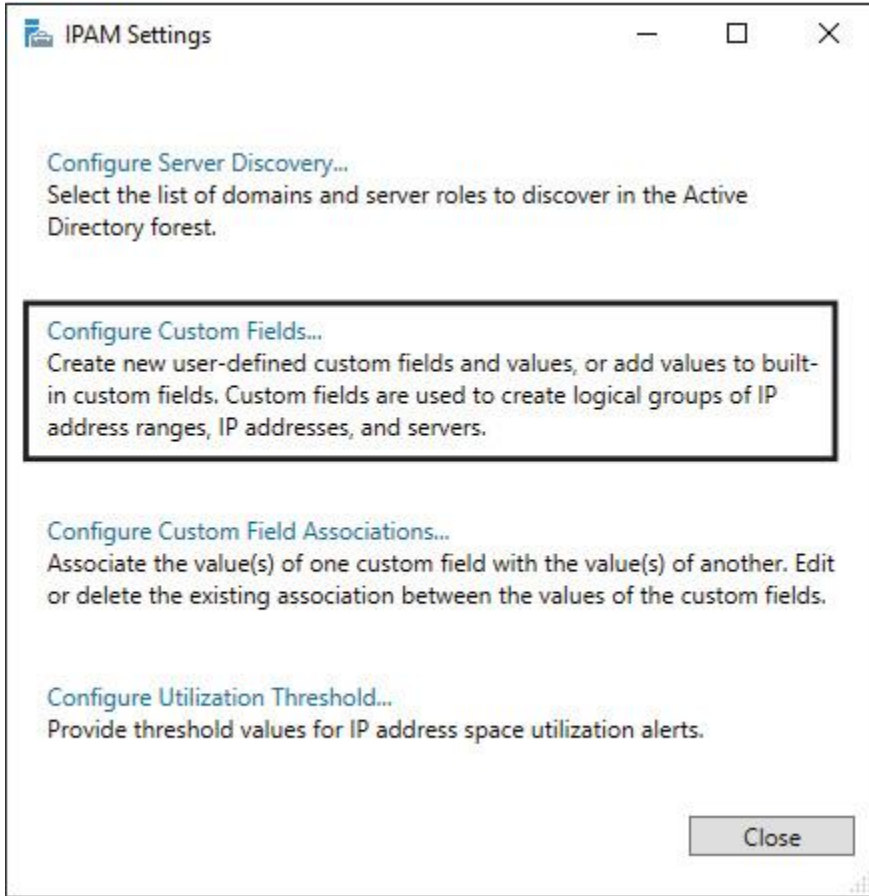 IPAM Settings
Configure Server Discovery...
Select the list of domains and server roles to discover in the Active
Directory forest.
Configure Custom Fields...
Create new user-defined custom fields and values, or add values to built-
in custom fields. Custom fields are used to create logical groups of IP
address ranges, IP addresses, and servers.
Configure Custom Field Associations...
Associate the value(s) of one custom field with the value(s) of another. Edit
or delete the existing association between the values of the custom fields.
Configure Utilization Threshold...
Provide threshold values for IP address space utilization alerts.
Close